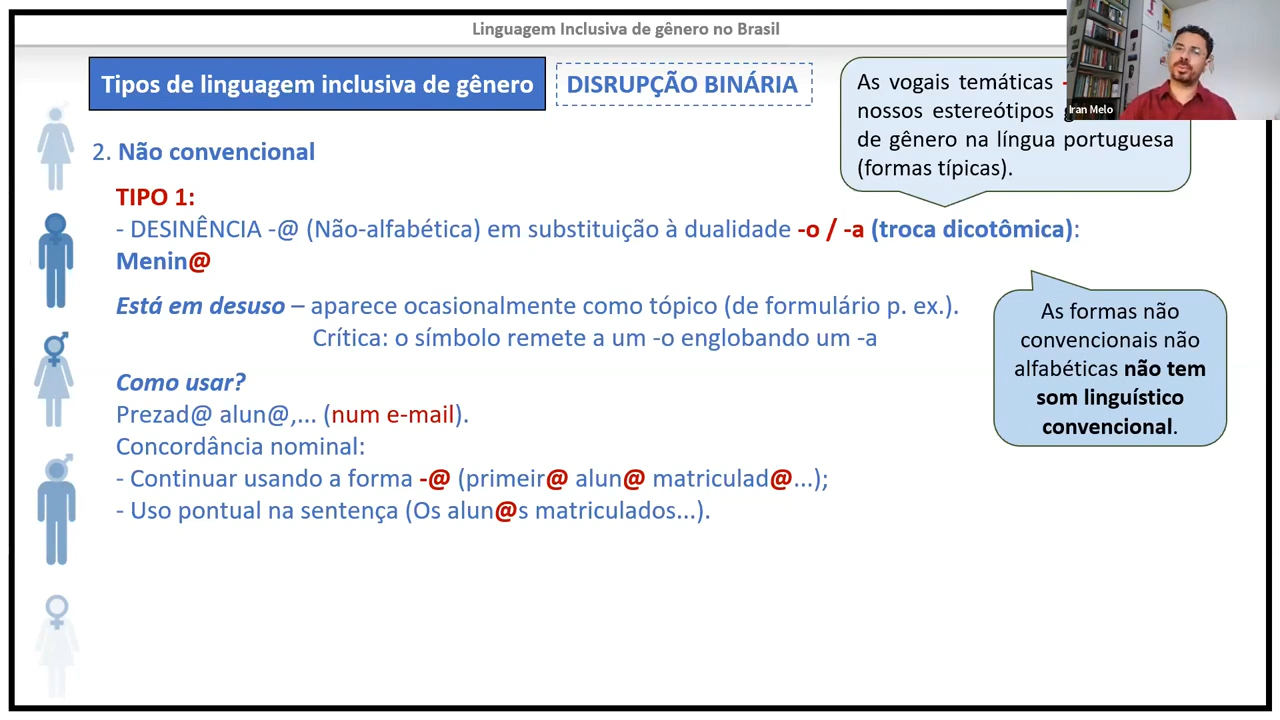 Linguagem Inclusiva de gênero no Brasil
Tipos de linguagem inclusiva de gênero
DISRUPÇÃO BINÁRIA
As vogais temáticas
nossos estereótipos
de gênero na língua portuguesa
(formas típicas).
Iran Melo
2. Não convencional
TIPO 1:
- DESINÊNCIA -@ (Não-alfabética) em substituição à dualidade -o / -a (troca dicotômica):
Menin@
Está em desuso – aparece ocasionalmente como tópico (de formulário p. ex.).
Crítica: o símbolo remete a um -o englobando um -a
As formas não
convencionais não
alfabéticas não tem
som linguístico
convencional.
Como usar?
Prezad@ alun@,... (num e-mail).
Concordância nominal:
- Continuar usando a forma -@ (primeir@ alun@ matriculad@...);
- Uso pontual na sentença (Os alun@s matriculados...).